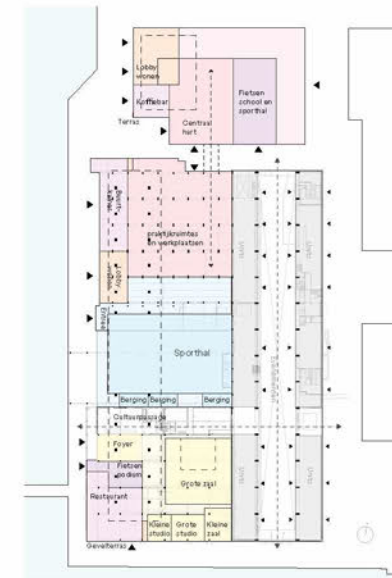 Lobby
wonen
Koffiebar
Terras
Centraal
hart
Fietsen
school en
sporthal
Buurt-
Lobby
praktijkruimtes
en werkplaatsen
Entree
Sporthal
Berging
Berging
Berging
Cultuurpassage
Foyer
Fietsen
podium
Grote zaal
Restaurant
Kleine
studio
Grote
studio
Kleine
zaal
Gevelterras